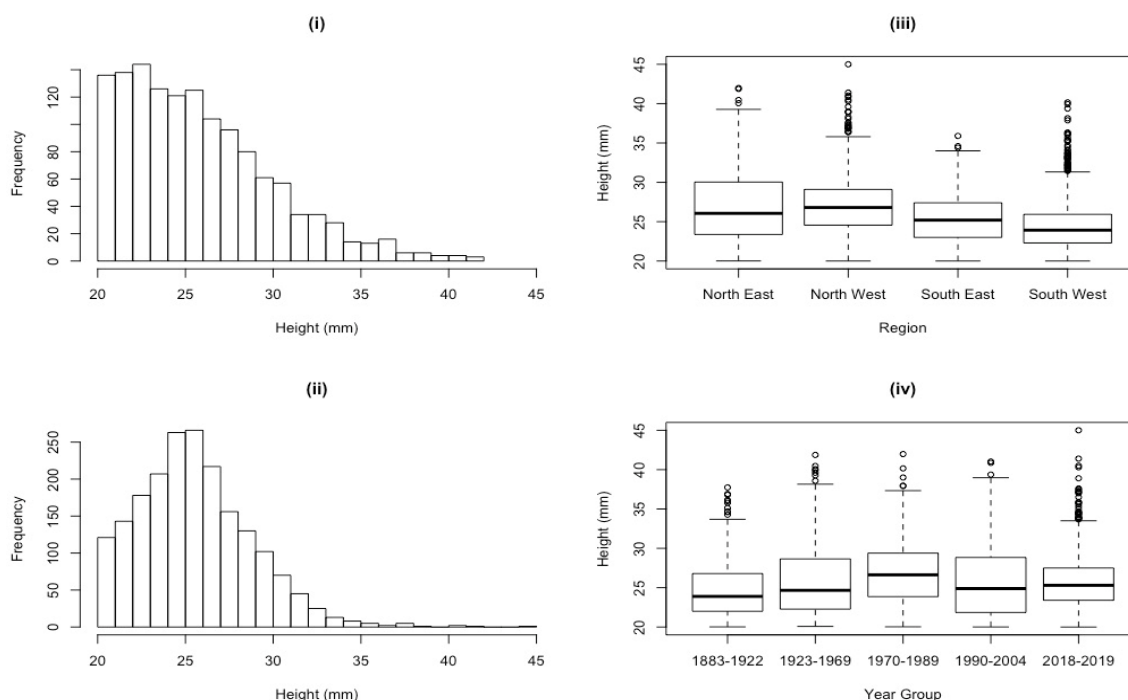 (i)
Frequency
0 20 40 60 80 120
20 25 30 35 40 45
Height (mm)
(iii)
Height (mm)
20 25 30 35 40 45
North East North West South East South West
Region
(ii)
Frequency
0 50 100 150 200 250
20 25 30 35 40 45
Height (mm)
(iv)
Height (mm)
20 25 30 35 40 45
1883-1922 1923-1969 1970-1989 1990-2004 2018-2019
Year Group